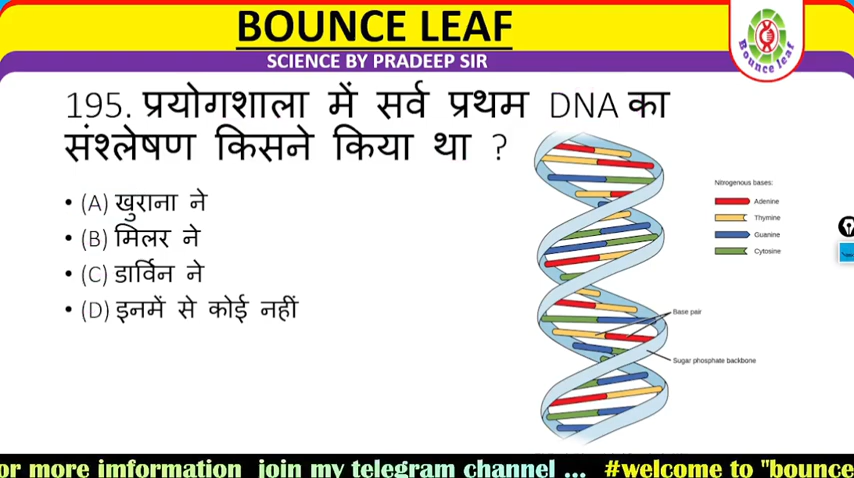 BOUNCE LEAF
SCIENCE BY PRADEEP SIR
Bounce leaf
195. प्रयोगशाला में सर्व प्रथम DNA का
संश्लेषण किसने किया था ?
• (A) खुराना ने
• (B) मिलर ने
• (C) डार्विन ने
• (D) इनमें से कोई नहीं
Nitrogenous bases:
Adenine
Thymine
Guanine
Cytosine
Base pair
Sugar phosphate backbone
or more imformation join my telegram channel ... #welcome to "bounce